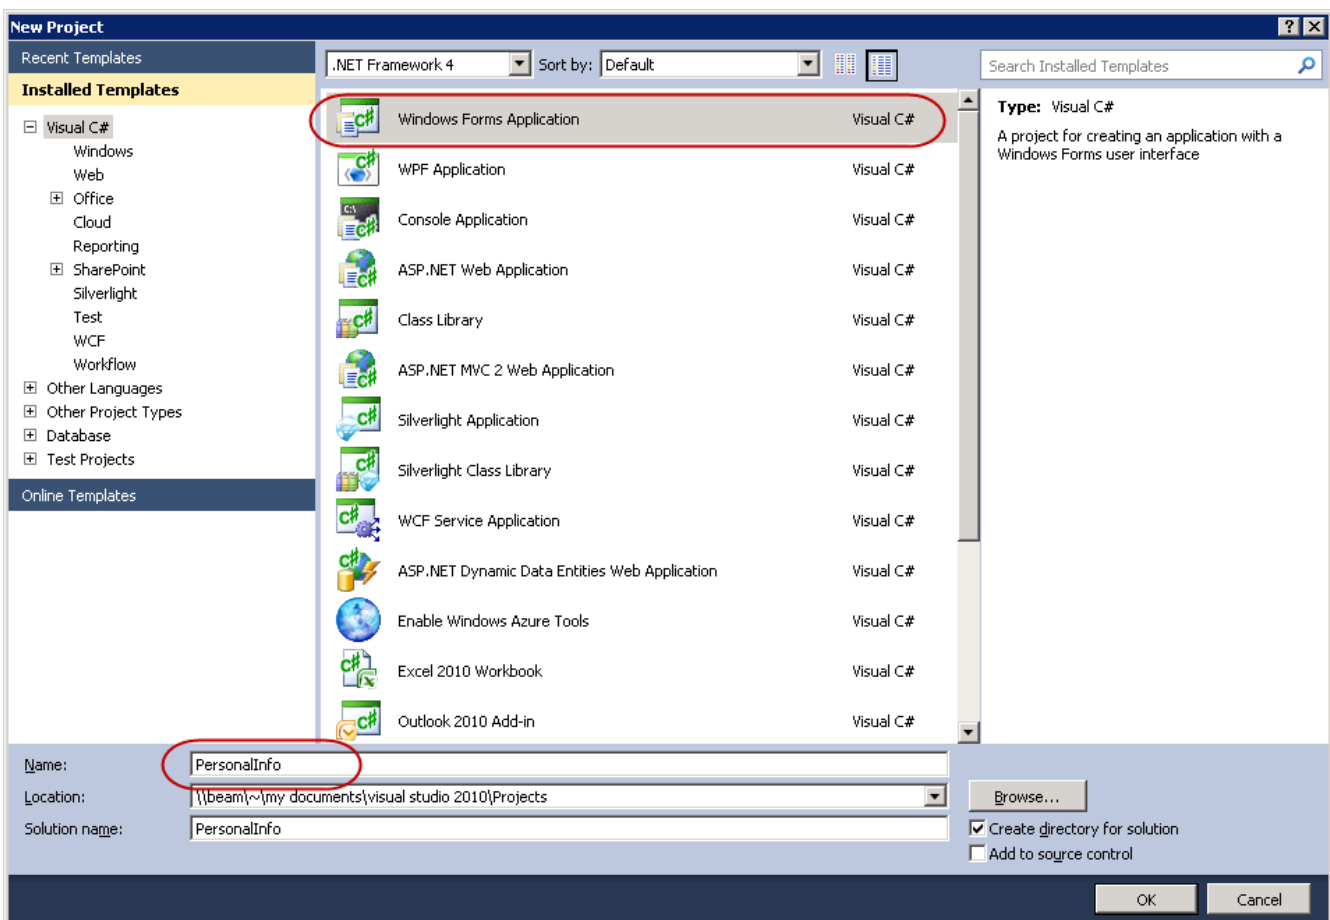 New Project
Recent Templates
Installed Templates
Visual C#
Windows
Web
Office
Cloud
Reporting
SharePoint
Silverlight
Test
WCF
Workflow
Other Languages
Other Project Types
Database
Test Projects
Online Templates
.NET Framework 4 Sort by: Default
Windows Forms Application Visual C#
WPF Application Visual C#
Console Application Visual C#
ASP.NET Web Application Visual C#
Class Library Visual C#
ASP.NET MVC 2 Web Application Visual C#
Silverlight Application Visual C#
Silverlight Class Library Visual C#
WCF Service Application Visual C#
ASP.NET Dynamic Data Entities Web Application Visual C#
Enable Windows Azure Tools Visual C#
Excel 2010 Workbook Visual C#
Outlook 2010 Add-in Visual C#
Search Installed Templates
Type: Visual C#
A project for creating an application with a
Windows Forms user interface
Name: PersonalInfo
Location: \\beam\~\my documents\visual studio 2010\Projects Browse...
Solution name: PersonalInfo
Create directory for solution
Add to source control
OK Cancel